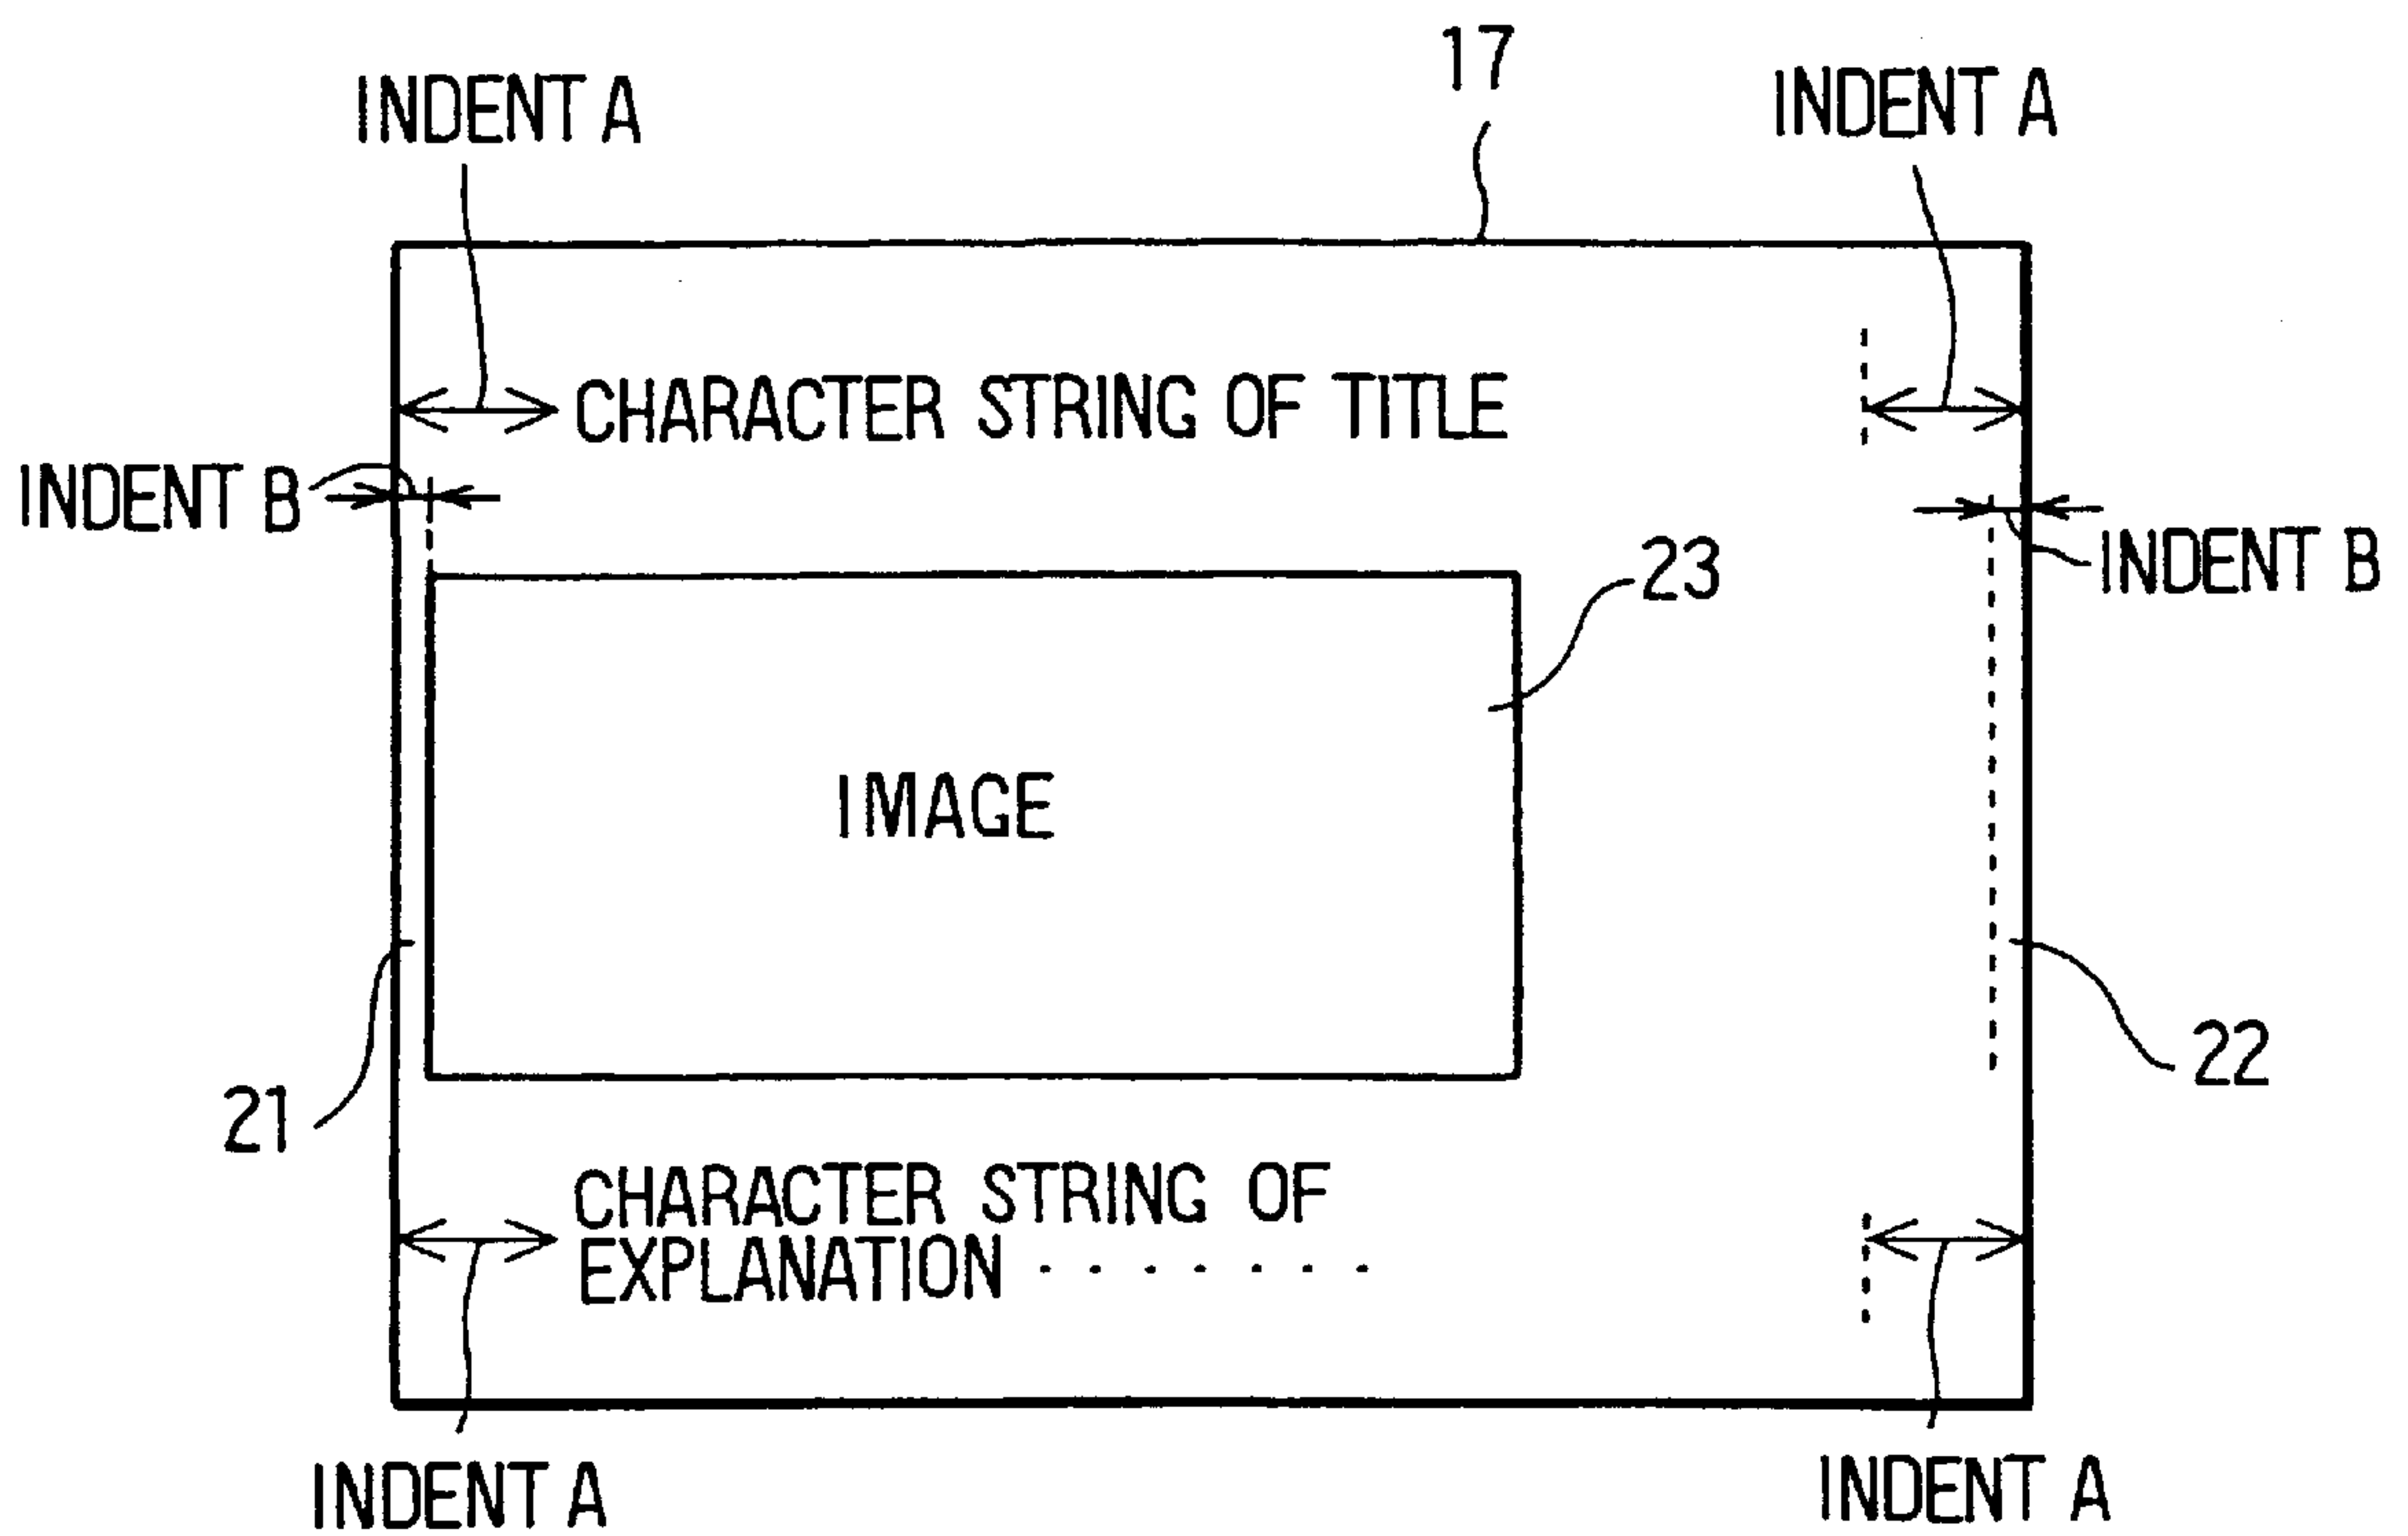 17
INDENT A
INDENT A
CHARACTER STRING OF TITLE
INDENT B
INDENT B
23
IMAGE
21
22
CHARACTER STRING OF
EXPLANATION . . . . . . .
INDENT A
INDENT A